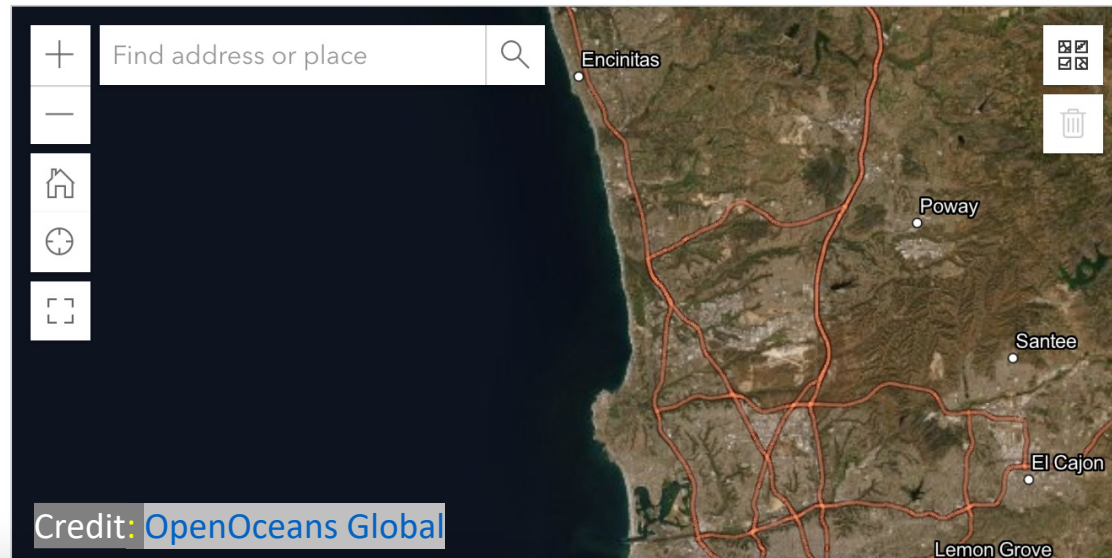 Find address or place
Encinitas
Poway
Santee
El Cajon
Credit: OpenOceans Global
Lemon Grove